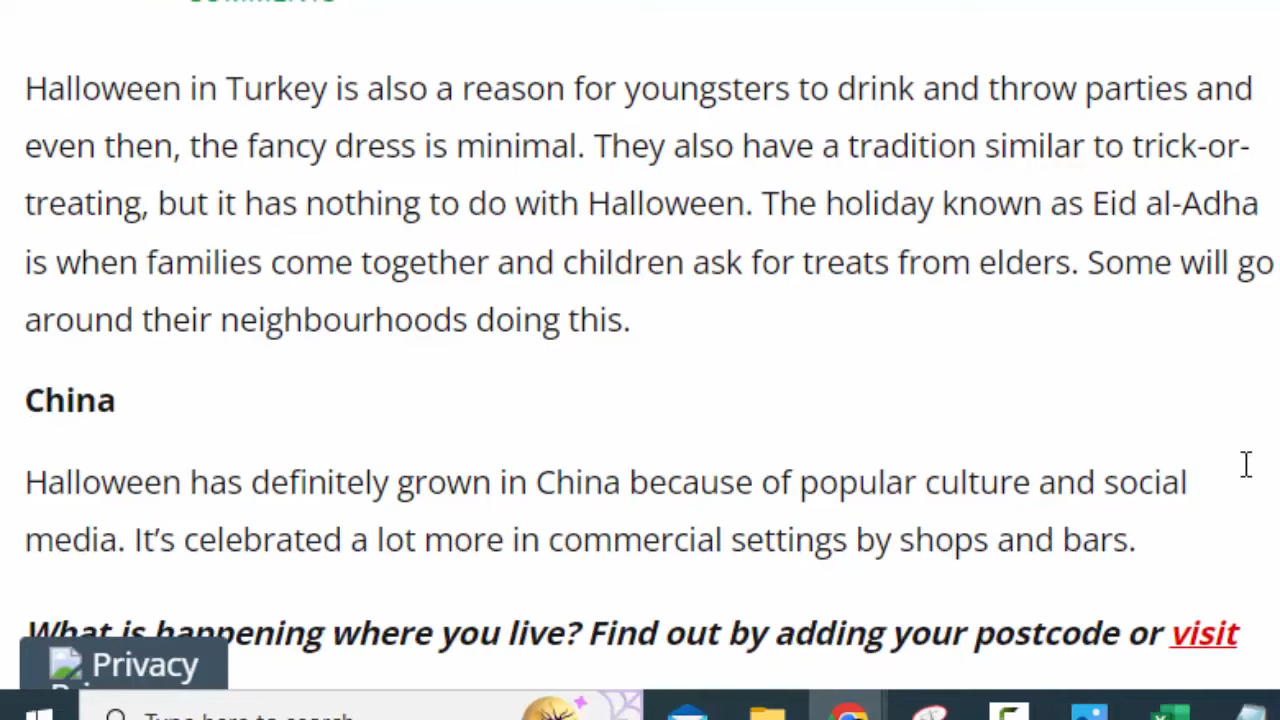 Halloween in Turkey is also a reason for youngsters to drink and throw parties and
even then, the fancy dress is minimal. They also have a tradition similar to trick-or-
treating, but it has nothing to do with Halloween. The holiday known as Eid al-Adha
is when families come together and children ask for treats from elders. Some will go
around their neighbourhoods doing this.
China
Halloween has definitely grown in China because of popular culture and social
media. It’s celebrated a lot more in commercial settings by shops and bars.
What is happening where you live? Find out by adding your postcode or visit
Privacy
Type here to search